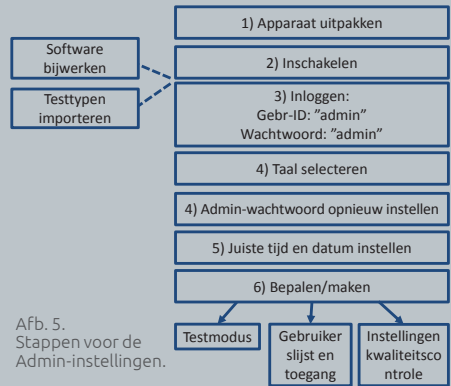 1) Apparaat uitpakken
Software
bijwerken
2) Inschakelen
Testtypen
importeren
3) Inloggen:
Gebr-ID: ”admin”
Wachtwoord: ”admin”
4) Taal selecteren
4) Admin-wachtwoord opnieuw instellen
5) Juiste tijd en datum instellen
6) Bepalen/maken
Afb. 5.
Stappen voor de
Admin-instellingen.
Testmodus
Gebruiker
slijst en
toegang
Instellingen
kwaliteitsco
ntrole